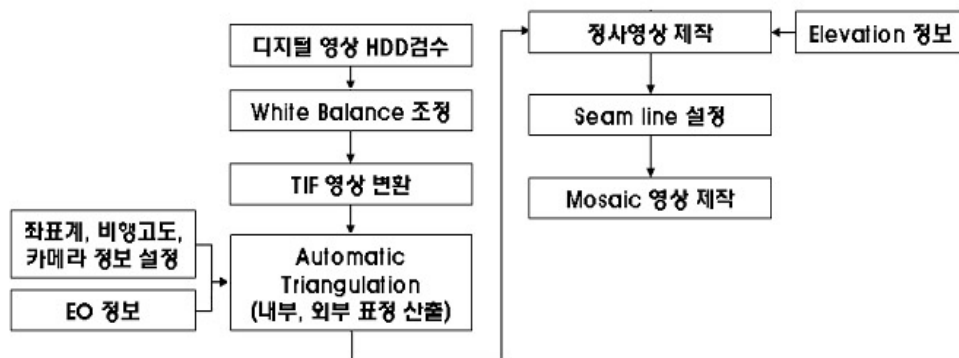 디지털 영상 HDD검수
White Balance 조정
TIF 영상 변환
좌표계, 비행고도,
카메라 정보 설정
EO 정보
Automatic
Triangulation
(내부, 외부 표정 산출)
정사영상 제작
Elevation 정보
Seam line 설정
Mosaic 영상 제작